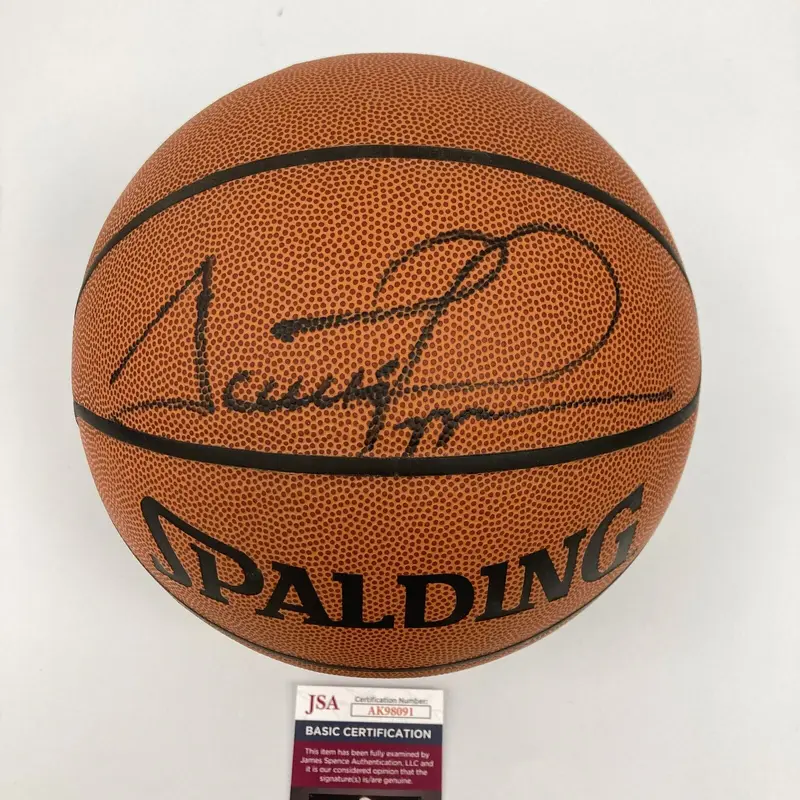 SPALDING
JSA
Certification Number:
AK98091
BASIC CERTIFICATION
This item has been fully examined by
James Spence Authentication, LLC and
it is our considered opinion that the
signature(s) is/are genuine.